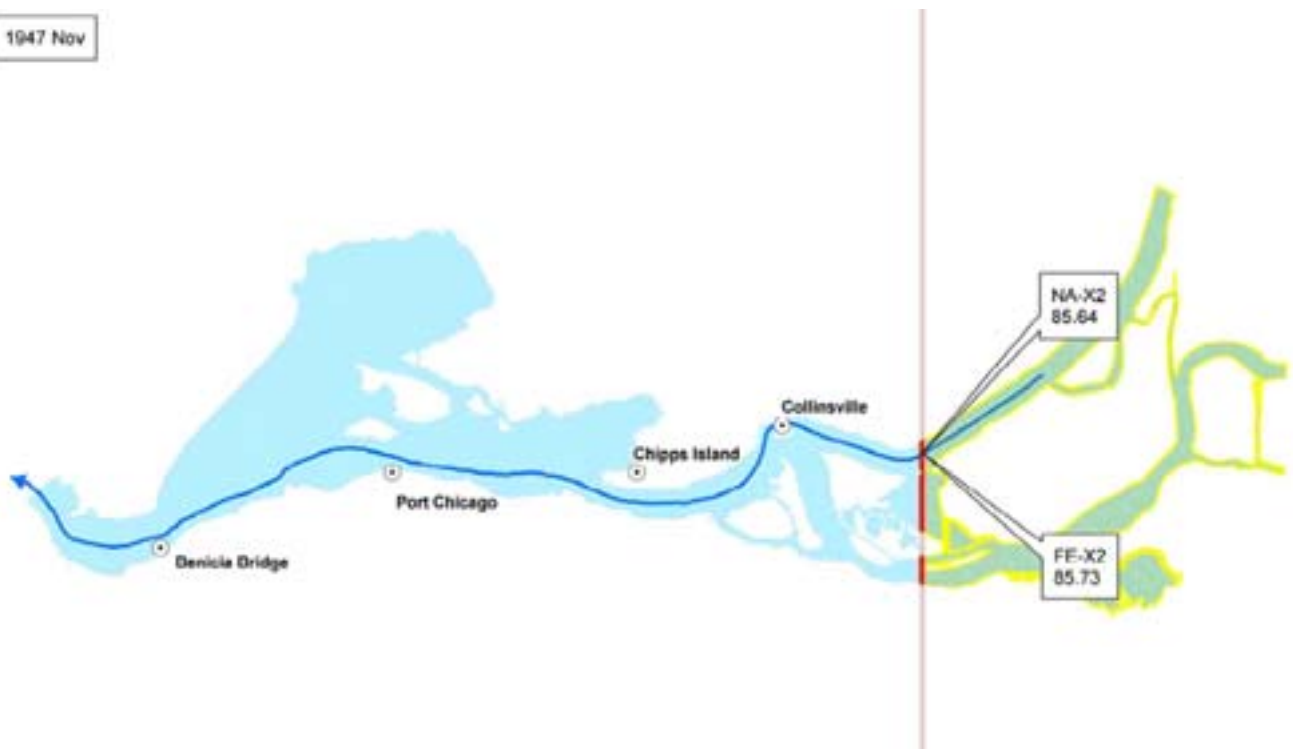 1947 Nov
NA-X2
85.64
Collinsville
Chipps Island
Port Chicago
Benicia Bridge
FE-X2
85.73